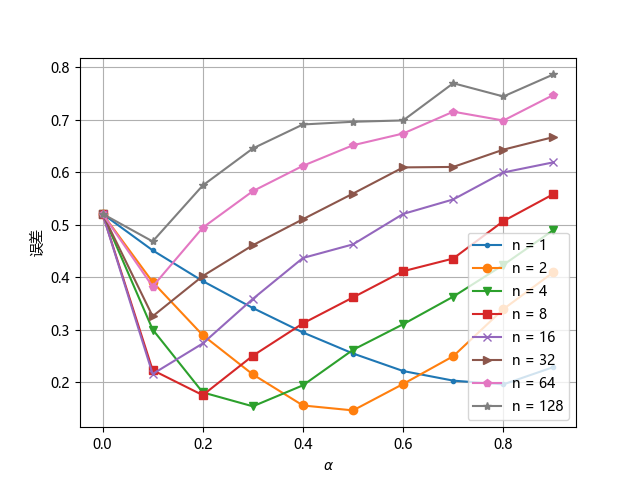 0.8
0.7
0.6
0.5
0.4
0.3
0.2
误差
n = 1
n = 2
n = 4
n = 8
n = 16
n = 32
n = 64
n = 128
0.0 0.2 0.4 0.6 0.8
α